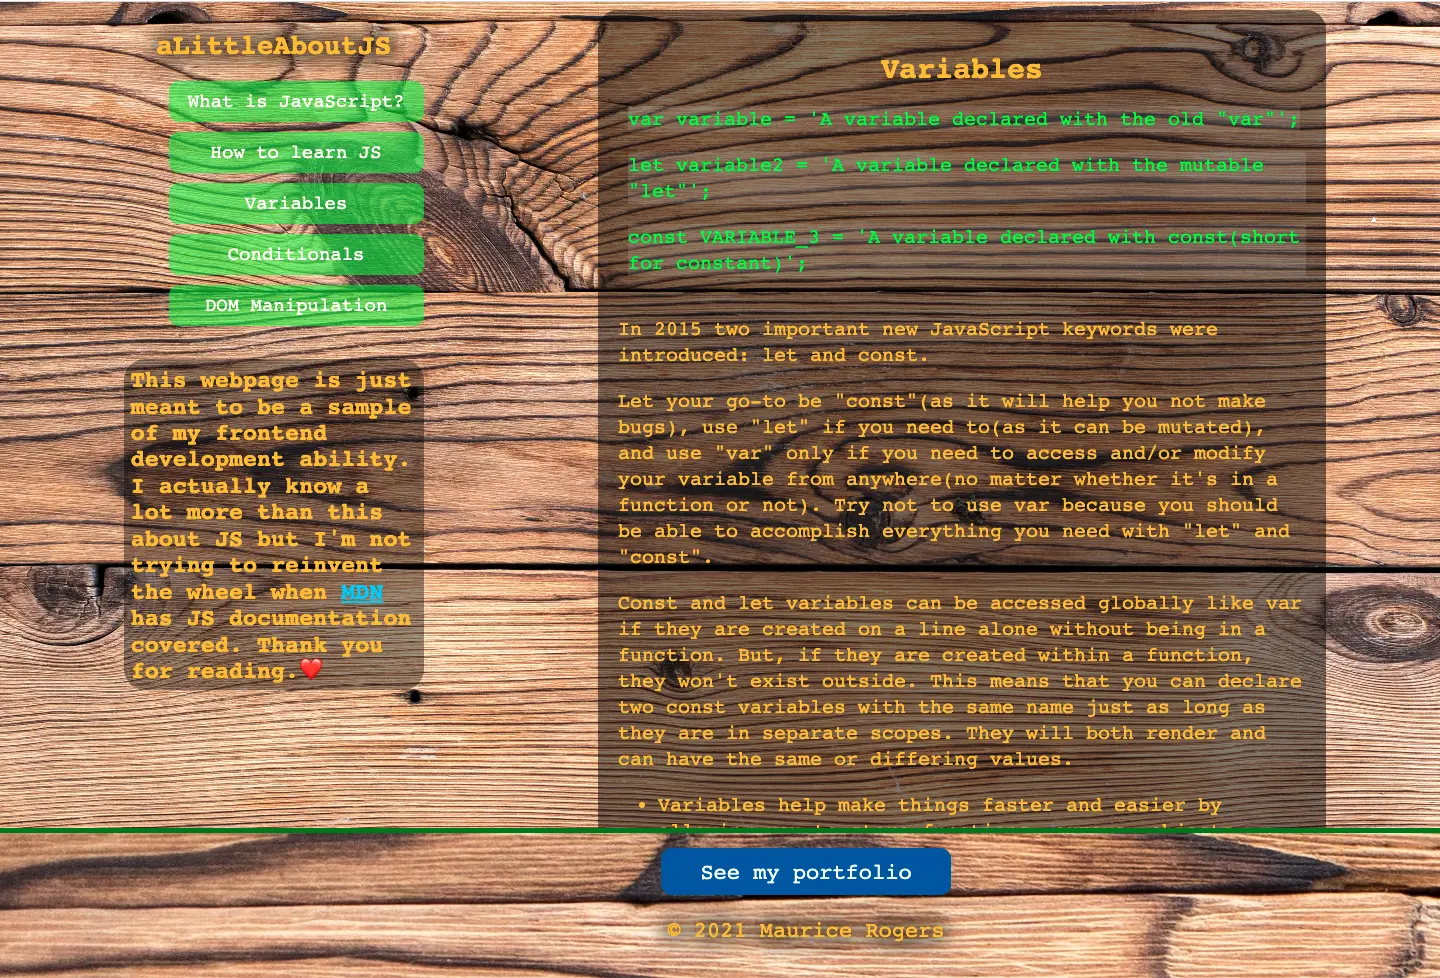 aLittleAboutJS
What is JavaScript?
How to learn JS
Variables
Conditionals
DOM Manipulation
This webpage is just
meant to be a sample
of my frontend
development ability.
I actually know a
lot more than this
about JS but I'm not
trying to reinvent
the wheel when MDN
has JS documentation
covered. Thank you
for reading.❤️
Variables
var variable = 'A variable declared with the old "var"';
let variable2 = 'A variable declared with the mutable
"let"';
const VARIABLE_3 = 'A variable declared with const(short
for constant)';
In 2015 two important new JavaScript keywords were
introduced: let and const.
Let your go-to be "const"(as it will help you not make
bugs), use "let" if you need to(as it can be mutated),
and use "var" only if you need to access and/or modify
your variable from anywhere(no matter whether it's in a
function or not). Try not to use var because you should
be able to accomplish everything you need with "let" and
"const".
Const and let variables can be accessed globally like var
if they are created on a line alone without being in a
function. But, if they are created within a function,
they won't exist outside. This means that you can declare
two const variables with the same name just as long as
they are in separate scopes. They will both render and
can have the same or differing values.
• Variables help make things faster and easier by
See my portfolio
© 2021 Maurice Rogers